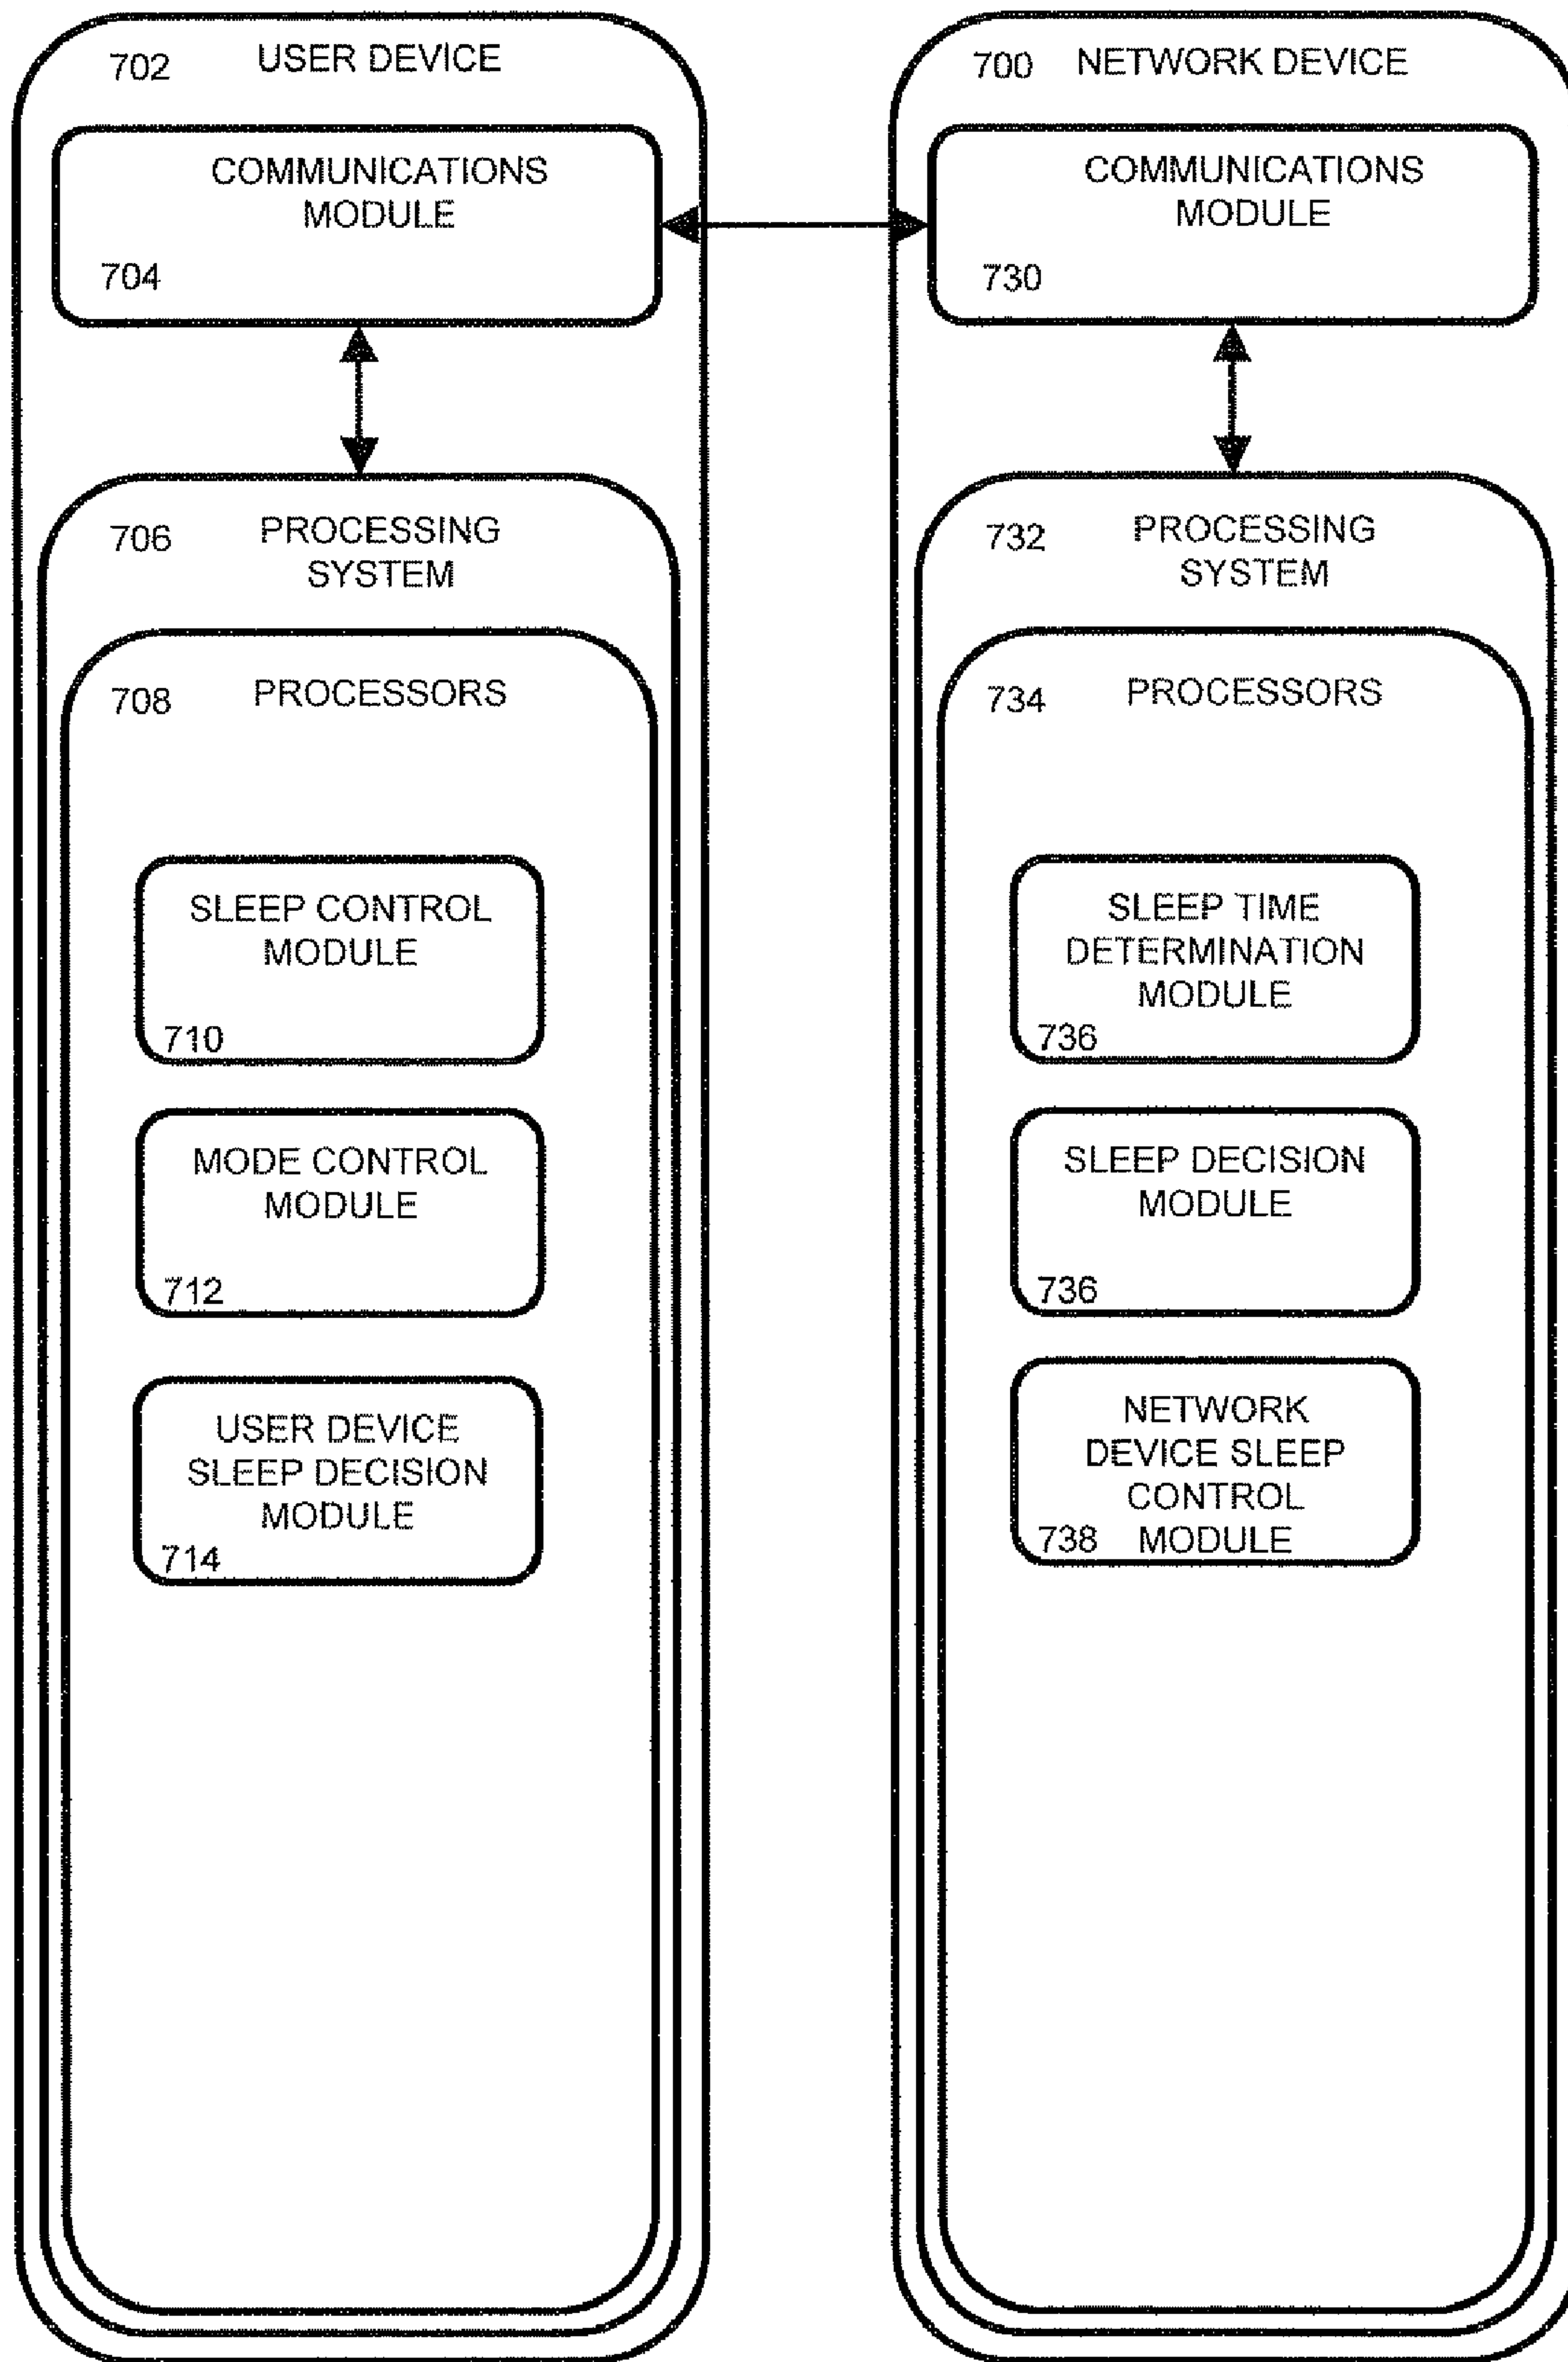 702 USER DEVICE
COMMUNICATIONS
MODULE
704
706 PROCESSING
SYSTEM
708 PROCESSORS
SLEEP CONTROL
MODULE
710
MODE CONTROL
MODULE
712
USER DEVICE
SLEEP DECISION
MODULE
714
700 NETWORK DEVICE
COMMUNICATIONS
MODULE
730
732 PROCESSING
SYSTEM
734 PROCESSORS
SLEEP TIME
DETERMINATION
MODULE
736
SLEEP DECISION
MODULE
736
NETWORK
DEVICE SLEEP
CONTROL
738 MODULE